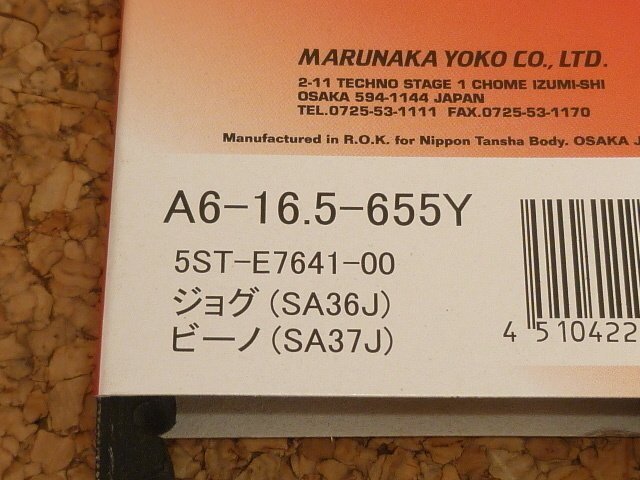 MARUNAKA YOKO CO., LTD.
2-11 TECHNO STAGE 1 CHOME IZUMI-SHI
OSAKA 594-1144 JAPAN
TEL.0725-53-1111 FAX.0725-53-1170
Manufactured in R.O.K. for Nippon Tansha Body. OSAKA J
A6-16.5-655Y
5ST-E7641-00
ジョグ (SA36J)
ビーノ (SA37J)
4 510422